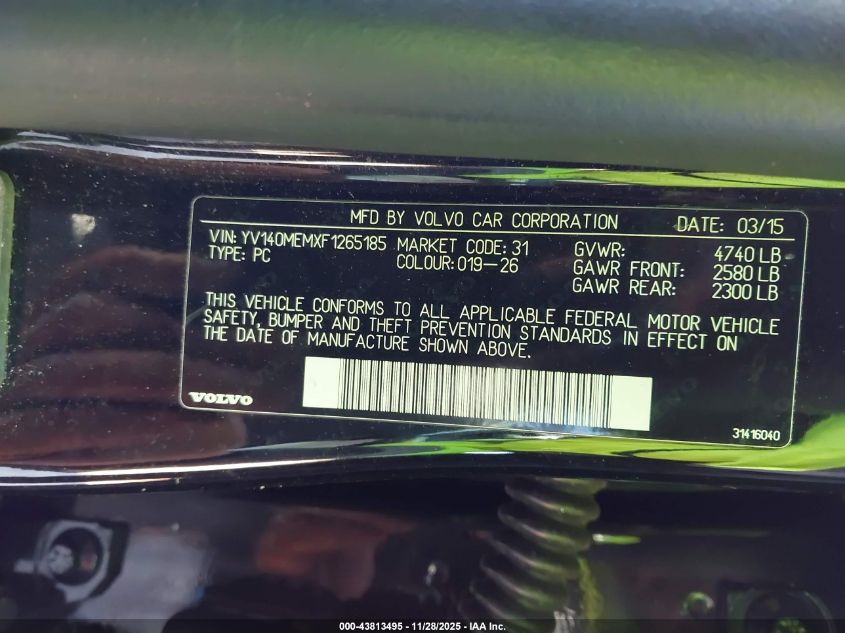 MFD BY VOLVO CAR CORPORATION DATE: 03/15
VIN: YV140MEMXF1265185 MARKET CODE: 31 GVWR: 4740 LB
TYPE: PC COLOUR: 019-26 GAWR FRONT: 2580 LB
GAWR REAR: 2300 LB
THIS VEHICLE CONFORMS TO ALL APPLICABLE FEDERAL MOTOR VEHICLE
SAFETY, BUMPER AND THEFT PREVENTION STANDARDS IN EFFECT ON
THE DATE OF MANUFACTURE SHOWN ABOVE.
VOLVO
31416040
000-43813495 - 11/28/2025 - IAA Inc.